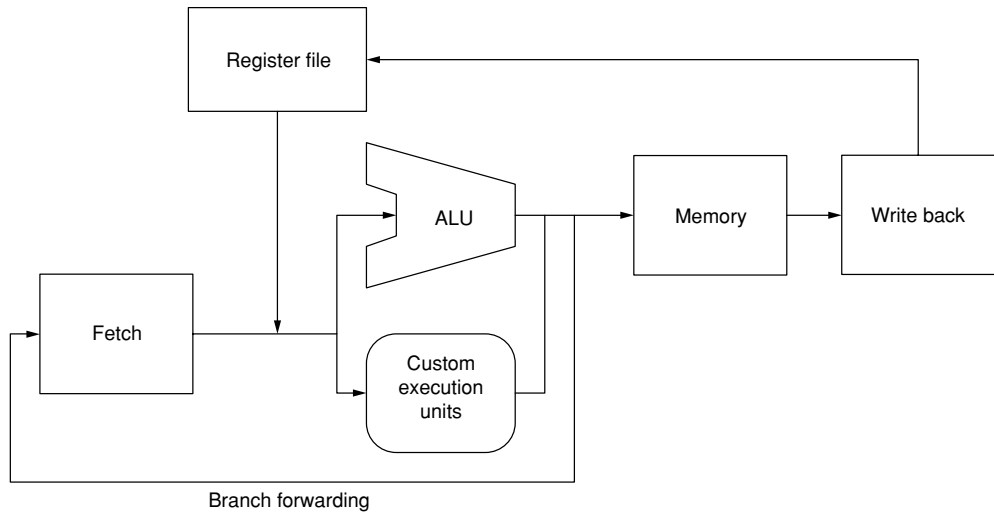 Register file
ALU
Memory
Write back
Fetch
Custom
execution
units
Branch forwarding